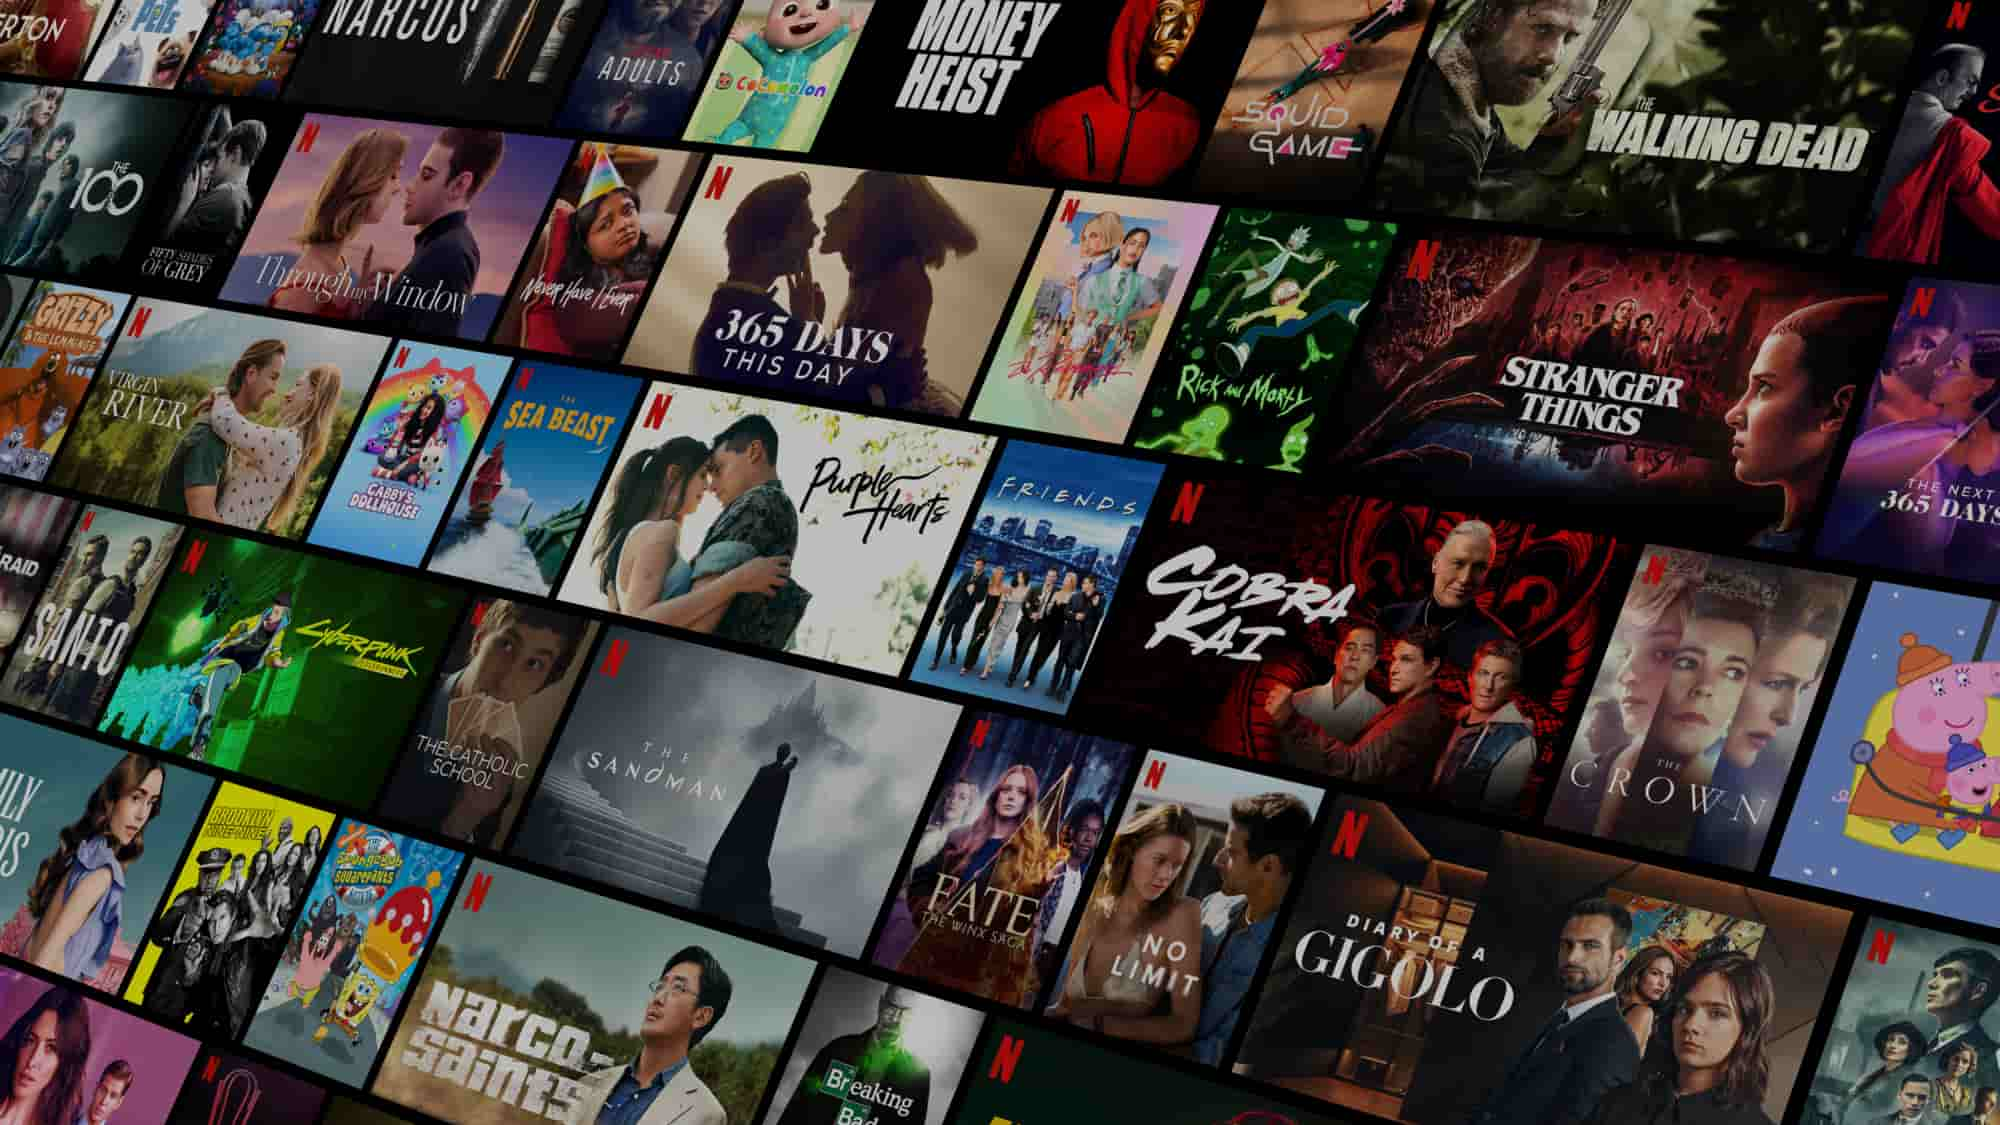 ERTON
PETS
NARCOS
ADULTS
CoComelon
MONEY
HEIST
SQUID
GAME
THE
WALKING DEAD
THE
100
FIFTY SHADES
OF GREY
Through my Window
Never Have I Ever
365 DAYS
THIS DAY
Rick and Morty
STRANGER
THINGS
THE NEXT
365 DAYS
GRIZZY
& THE LEMMINGS
VIRGIN
RIVER
GABBY'S
DOLLHOUSE
THE
SEA BEAST
Purple
Hearts
FRIENDS
COBRA
KAI
THE
CROWN
RAID
SANTO
CYBERPUNK
EDGERUNNERS
THE CATHOLIC
SCHOOL
THE
SANDMAN
FATE
THE WINX SAGA
NO
LIMIT
DIARY OF A
GIGOLO
ILY
IS
BROOKLYN
NINE-NINE
THE
SPONGEBOB
SQUAREPANTS
NARCO-
SAINTS
Breaking
Bad